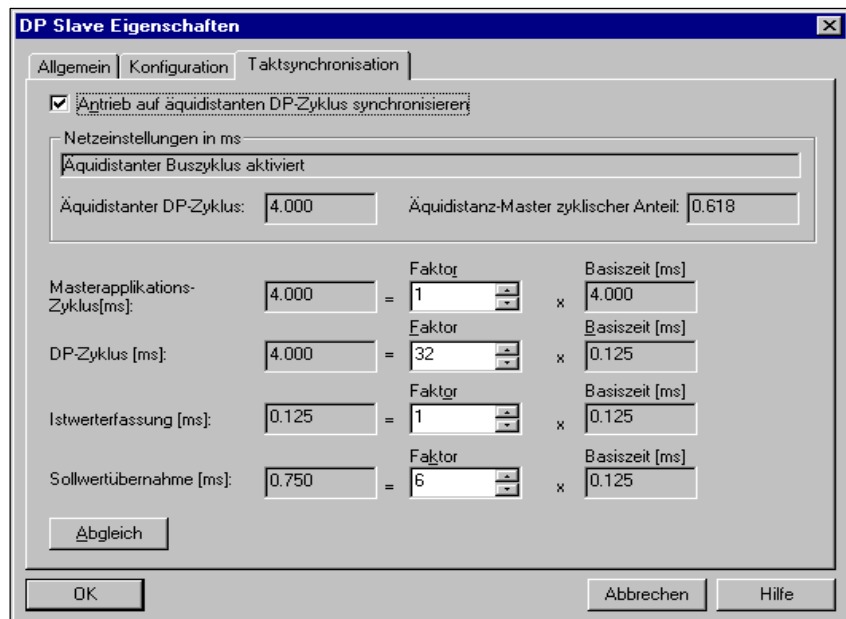 DP Slave Eigenschaften
Allgemein Konfiguration Taktsynchronisation
Antrieb auf äquidistanten DP-Zyklus synchronisieren
Netzeinstellungen in ms
Äquidistanter Buszyklus aktiviert
Äquidistanter DP-Zyklus: 4.000 Äquidistanz-Master zyklischer Anteil: 0.618
Faktor Basiszeit [ms]
Masterapplikations-
Zyklus[ms]: 4.000 = 1 x 4.000
Faktor Basiszeit [ms]
DP-Zyklus [ms]: 4.000 = 32 x 0.125
Faktor Basiszeit [ms]
Istwerterfassung [ms]: 0.125 = 1 x 0.125
Faktor Basiszeit [ms]
Sollwertübernahme [ms]: 0.750 = 6 x 0.125
Abgleich
OK Abbrechen Hilfe